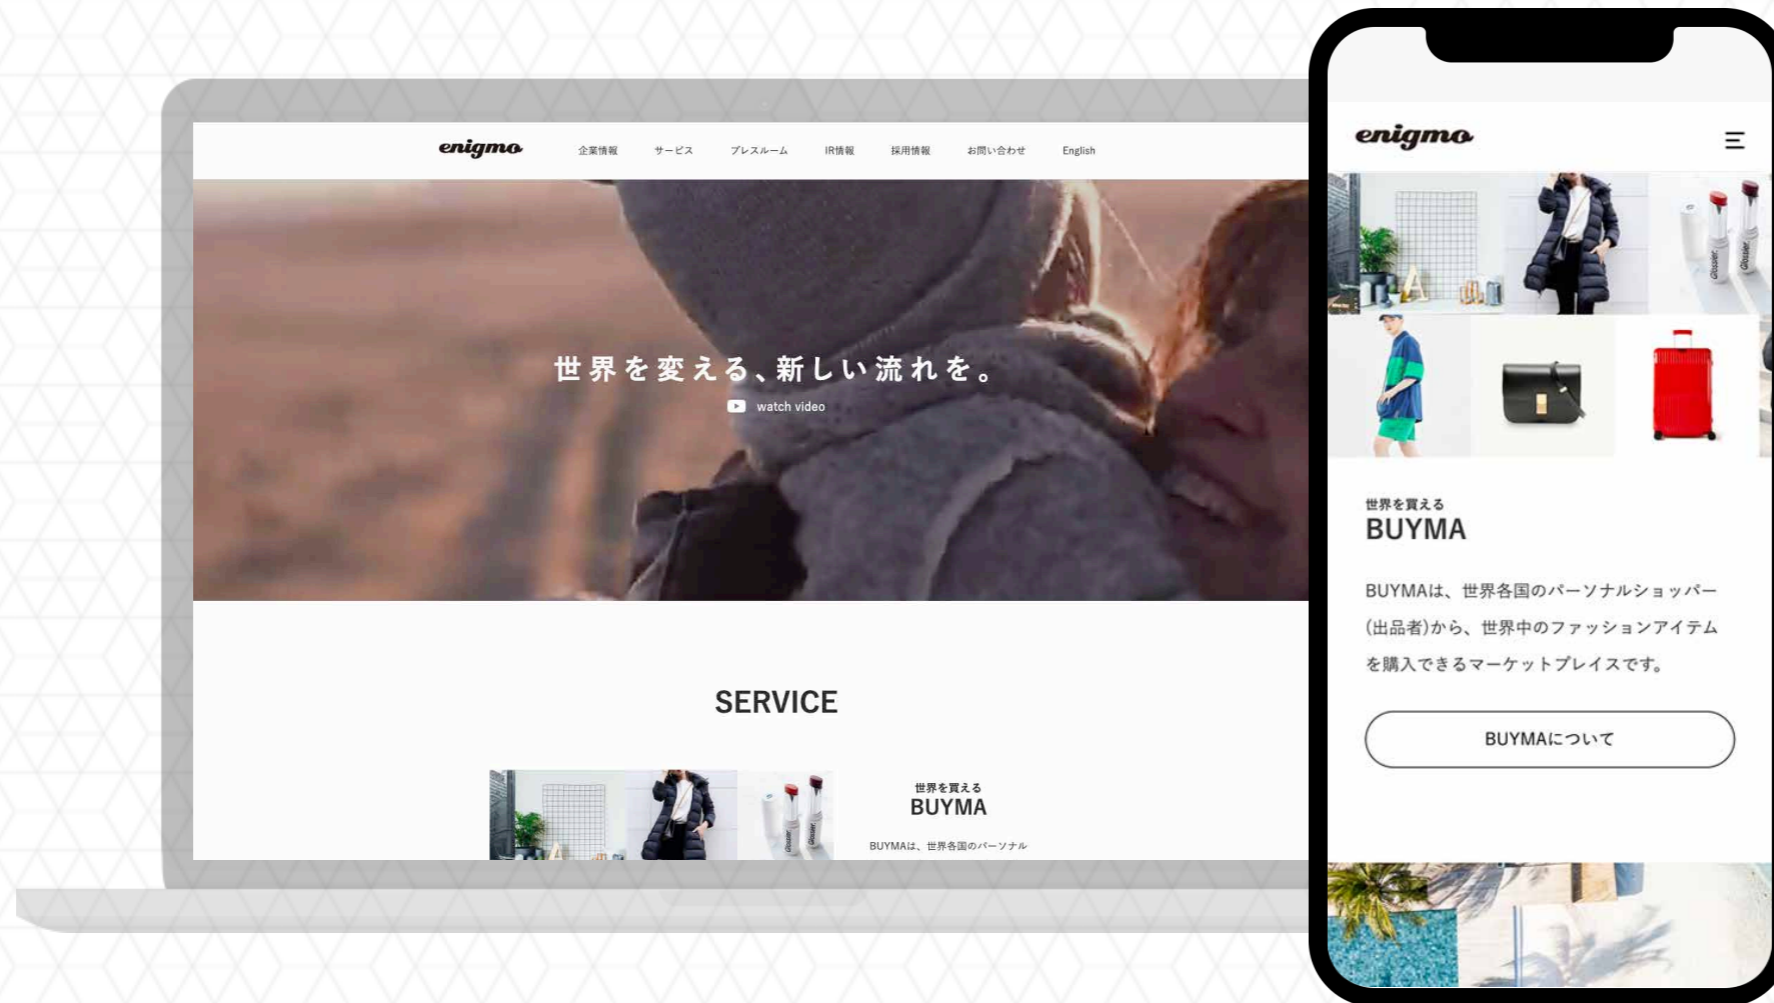 enigmo
企業情報 サービス プレスルーム IR情報 採用情報 お問い合わせ English
世界を変える、新しい流れを。
watch video
SERVICE
Glossier.
Glossier.
世界を買える
BUYMA
BUYMAは、世界各国のパーソナル
enigmo
A
Glossier.
Glossier.
世界を買える
BUYMA
BUYMAは、世界各国のパーソナルショッパー
(出品者)から、世界中のファッションアイテム
を購入できるマーケットプレイスです。
BUYMAについて